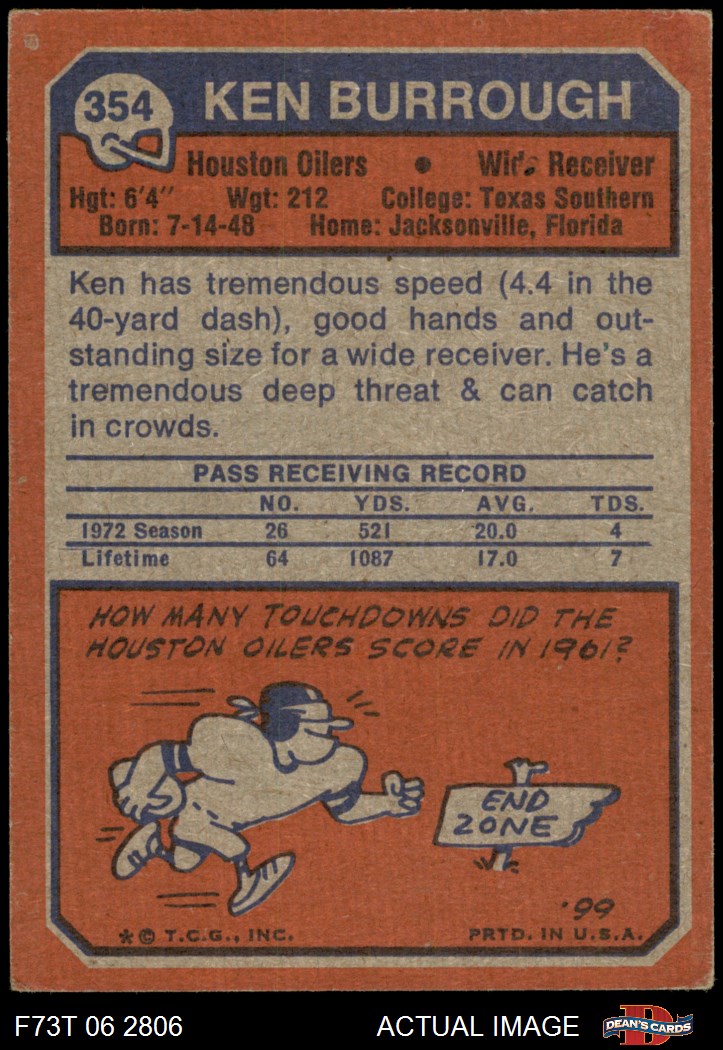 354
KEN BURROUGH
Houston Oilers • Wide Receiver
Hgt: 6'4" Wgt: 212 College: Texas Southern
Born: 7-14-48 Home: Jacksonville, Florida
Ken has tremendous speed (4.4 in the
40-yard dash), good hands and out-
standing size for a wide receiver. He's a
tremendous deep threat & can catch
in crowds.
PASS RECEIVING RECORD
NO. YDS. AVG. TDS.
1972 Season 26 521 20.0 4
Lifetime 64 1087 17.0 7
HOW MANY TOUCHDOWNS DID THE
HOUSTON OILERS SCORE IN 1961?
END
ZONE
'99
*© T.C.G., INC. PRTD. IN U.S.A.
F73T 06 2806 ACTUAL IMAGE D DEAN'S CARDS